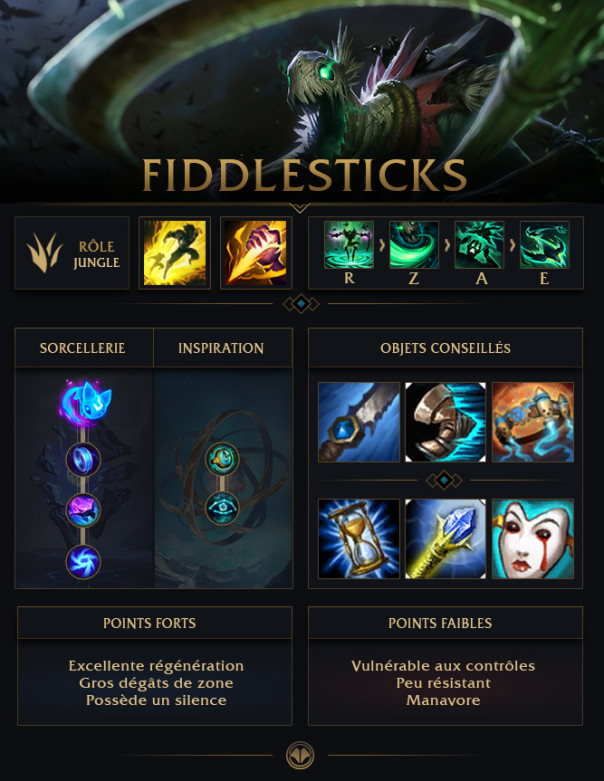 FIDDLESTICKS
RÔLE
JUNGLE
R
Z
A
E
SORCELLERIE
INSPIRATION
OBJETS CONSEILLÉS
POINTS FORTS
Excellente régénération
Gros dégâts de zone
Possède un silence
POINTS FAIBLES
Vulnérable aux contrôles
Peu résistant
Manavore